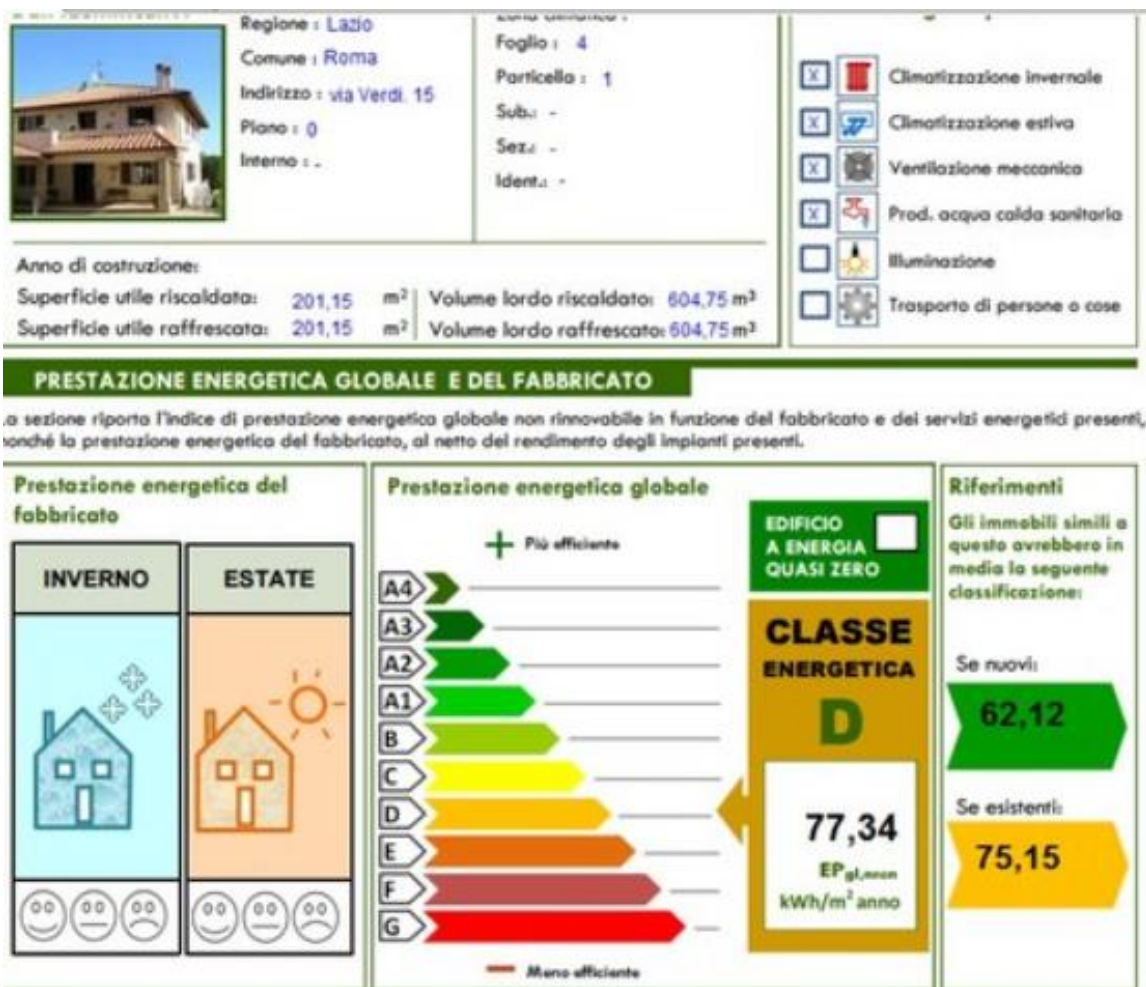 Regione : Lazio
Comune : Roma
Indirizzo : via Verdi. 15
Piano : 0
Interno : -
Zona climatica :
Foglio : 4
Particella : 1
Sub.: -
Sez.: -
Ident.: -
X Climatizzazione invernale
X Climatizzazione estiva
X Ventilazione meccanica
X Prod. acqua calda sanitaria
Illuminazione
Trasporto di persone o cose
Anno di costruzione:
Superficie utile riscaldata: 201,15 m²
Superficie utile raffrescata: 201,15 m²
Volume lordo riscaldato: 604,75 m³
Volume lordo raffrescato: 604,75 m³
PRESTAZIONE ENERGETICA GLOBALE E DEL FABBRICATO
La sezione riporta l'indice di prestazione energetica globale non rinnovabile in funzione del fabbricato e dei servizi energetici presenti,
nonché la prestazione energetica del fabbricato, al netto del rendimento degli impianti presenti.
Prestazione energetica del
fabbricato
INVERNO
ESTATE
Prestazione energetica globale
+ Più efficiente
A4
A3
A2
A1
B
C
D
E
F
G
Meno efficiente
EDIFICIO
A ENERGIA
QUASI ZERO
CLASSE
ENERGETICA
D
77,34
EPgl,nren
kWh/m² anno
Riferimenti
Gli immobili simili a
questo avrebbero in
media la seguente
classificazione:
Se nuovi:
62,12
Se esistenti:
75,15